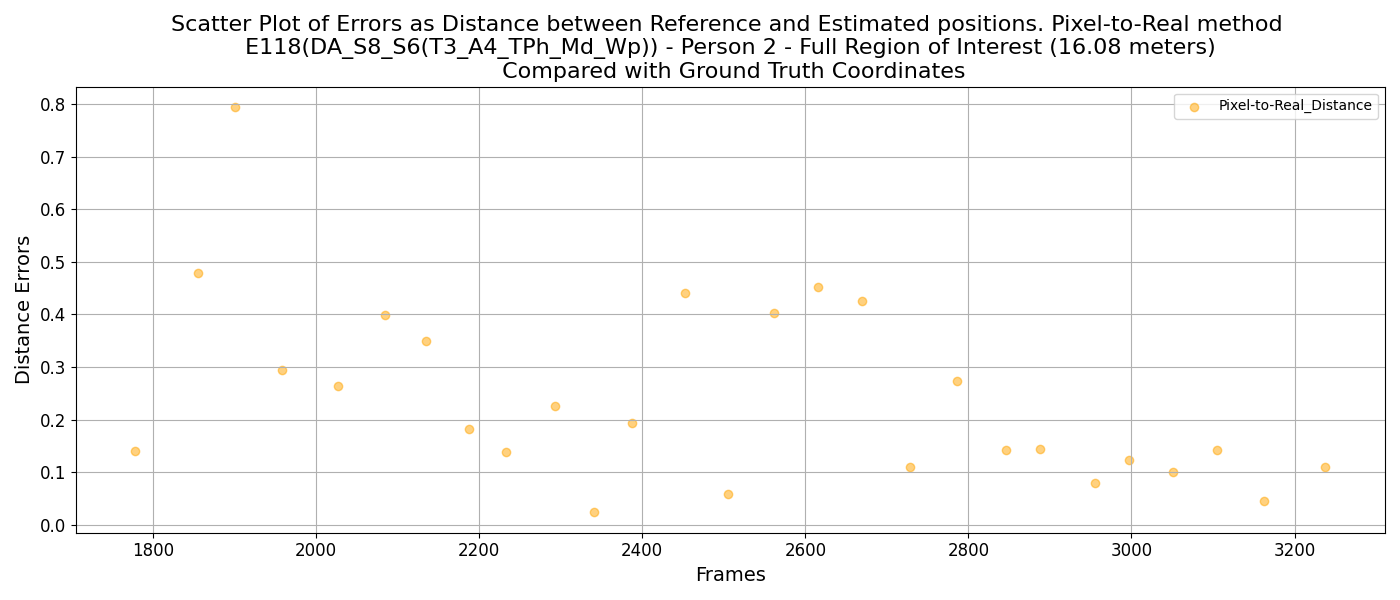 Scatter Plot of Errors as Distance between Reference and Estimated positions. Pixel-to-Real method
E118(DA_S8_S6(T3_A4_TPh_Md_Wp)) - Person 2 - Full Region of Interest (16.08 meters)
Compared with Ground Truth Coordinates
Pixel-to-Real_Distance
Distance Errors
0.8
0.7
0.6
0.5
0.4
0.3
0.2
0.1
0.0
1800 2000 2200 2400 2600 2800 3000 3200
Frames